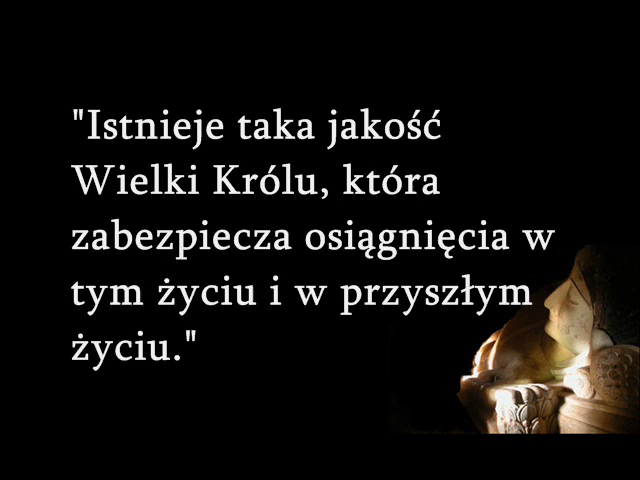 "Istnieje taka jakość
Wielki Królu, która
zabezpiecza osiągnięcia w
tym życiu i w przyszłym
życiu."